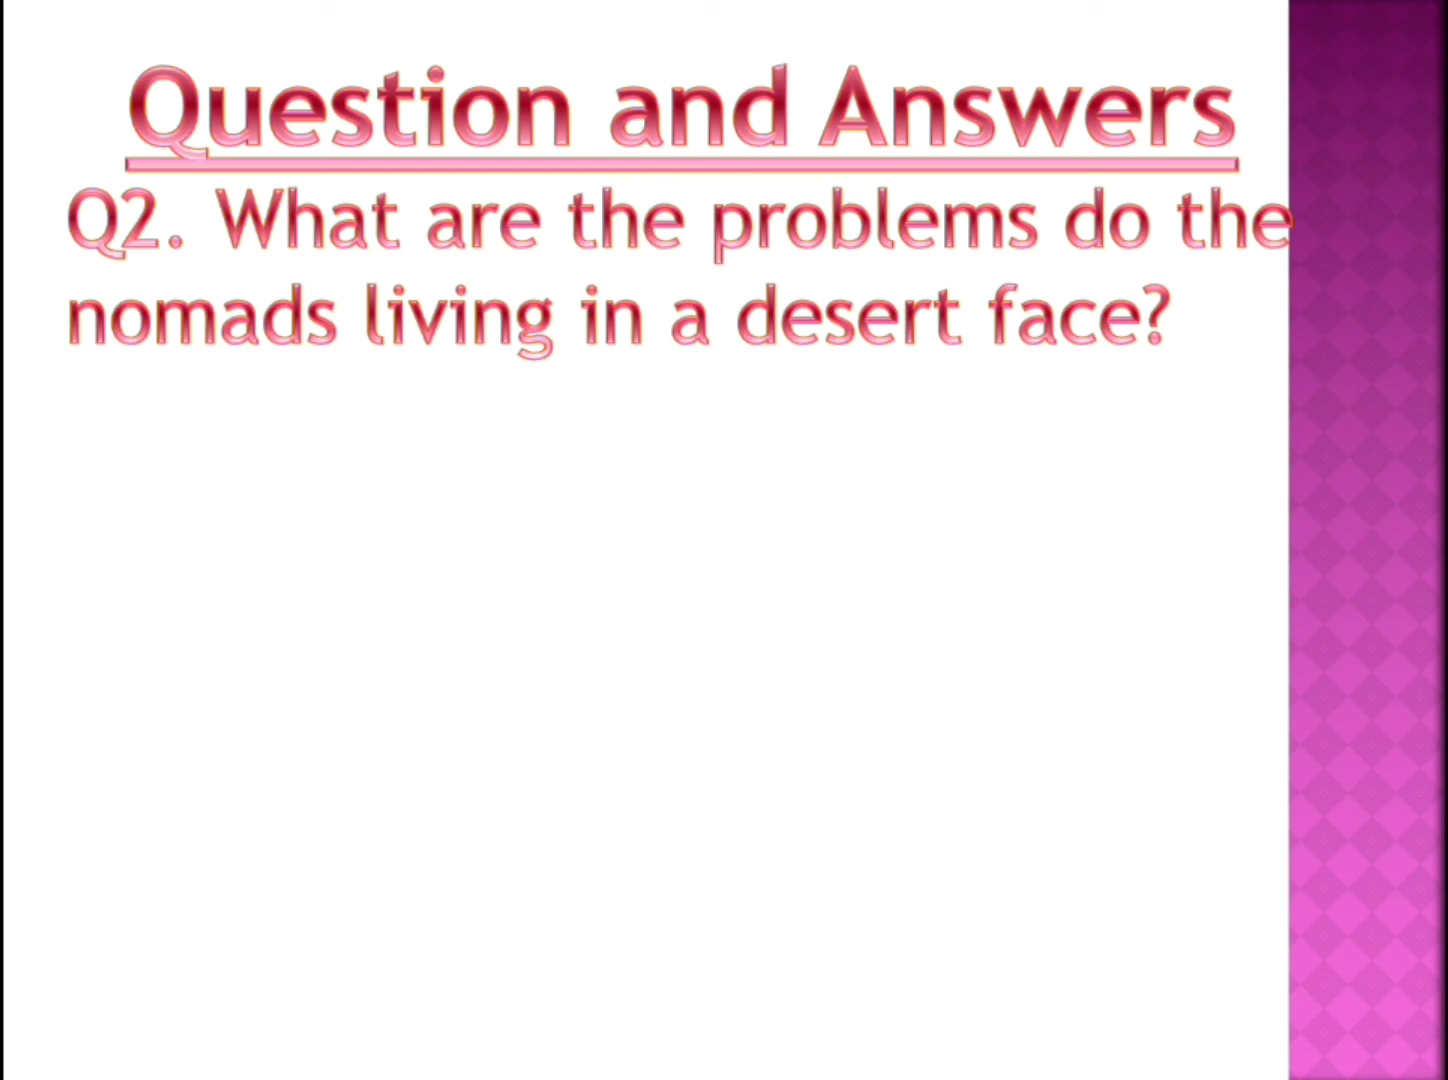 Question and Answers
Q2. What are the problems do the
nomads living in a desert face?